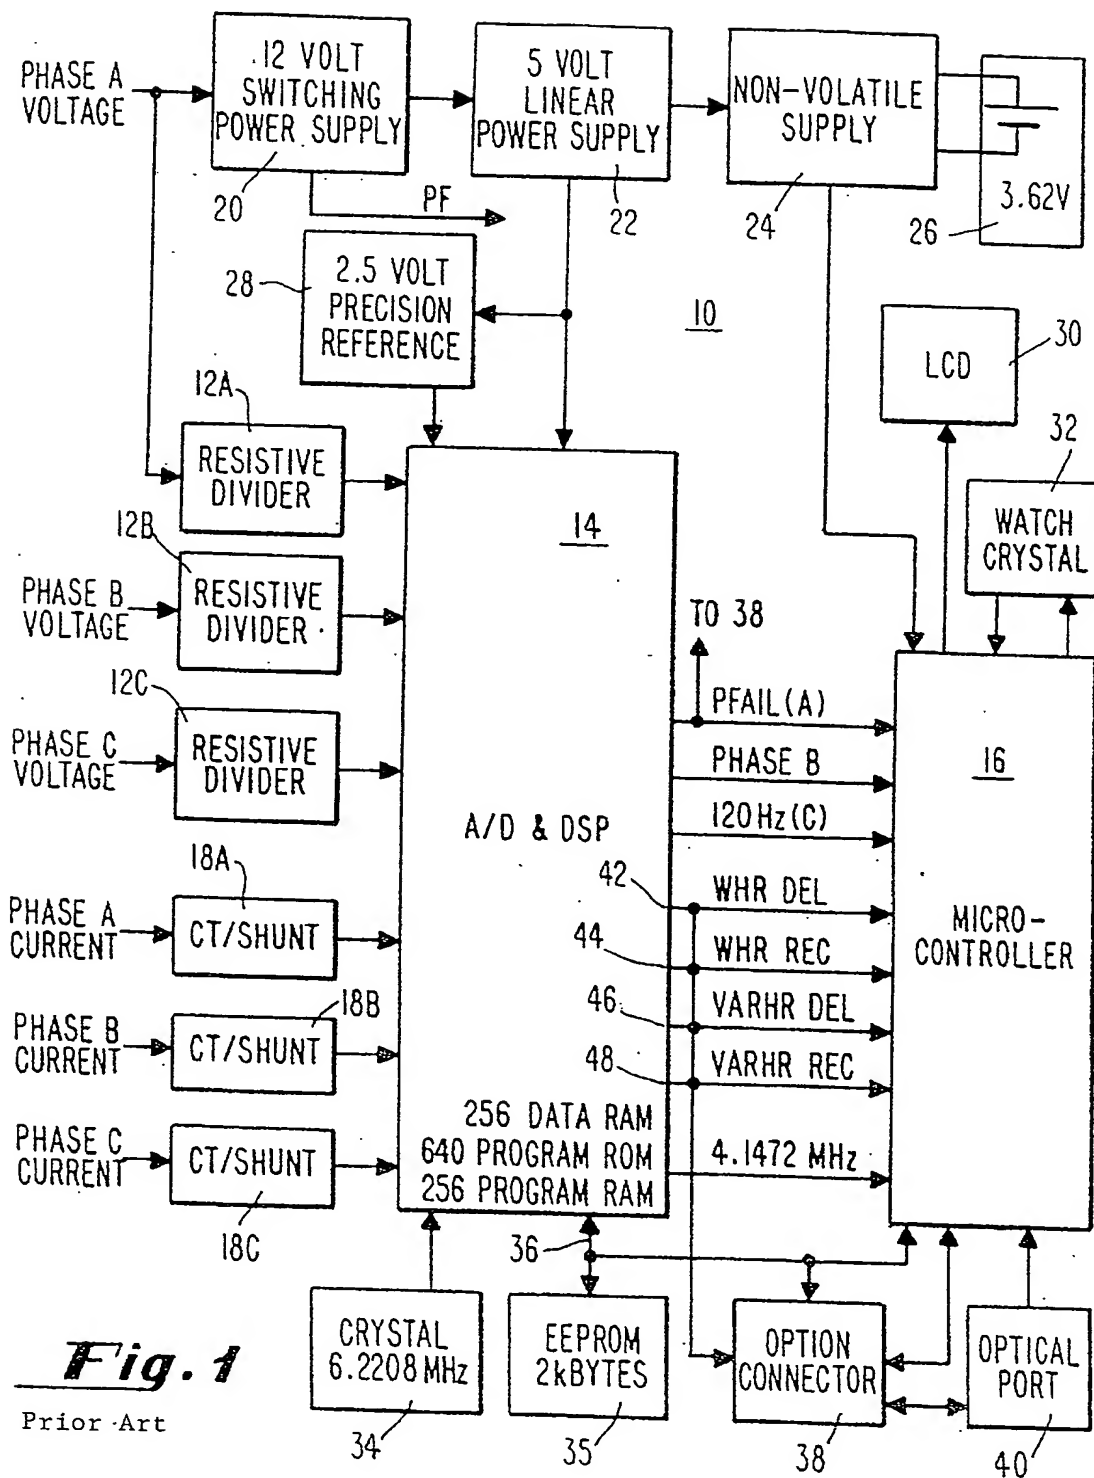 PHASE A
VOLTAGE
12 VOLT
SWITCHING
POWER SUPPLY
20
5 VOLT
LINEAR
POWER SUPPLY
22
NON-VOLATILE
SUPPLY
24
3.62V
26
PF
28
2.5 VOLT
PRECISION
REFERENCE
10
LCD
30
32
WATCH
CRYSTAL
12A
RESISTIVE
DIVIDER
12B
PHASE B
VOLTAGE
RESISTIVE
DIVIDER
12C
PHASE C
VOLTAGE
RESISTIVE
DIVIDER
14
A/D & DSP
TO 38
PFAIL(A)
PHASE B
120Hz(C)
42
WHR DEL
44
WHR REC
46
VARHR DEL
48
VARHR REC
4.1472 MHz
16
MICRO-
CONTROLLER
18A
PHASE A
CURRENT
CT/SHUNT
18B
PHASE B
CURRENT
CT/SHUNT
PHASE C
CURRENT
CT/SHUNT
18C
256 DATA RAM
640 PROGRAM ROM
256 PROGRAM RAM
36
CRYSTAL
6.2208 MHz
34
EEPROM
2kBYTES
35
OPTION
CONNECTOR
38
OPTICAL
PORT
40
Fig. 1
Prior Art